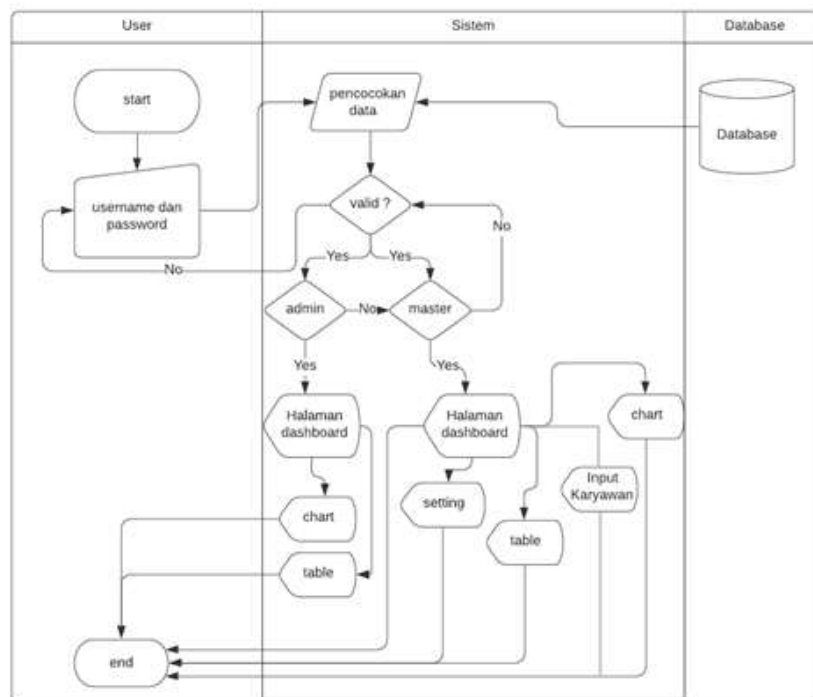 User
Sistem
Database
start
pencocokan
data
Database
username dan
password
valid ?
No
No
Yes
Yes
admin
No
master
Yes
Yes
Halaman
dashboard
Halaman
dashboard
chart
Input
Karyawan
setting
chart
table
table
end